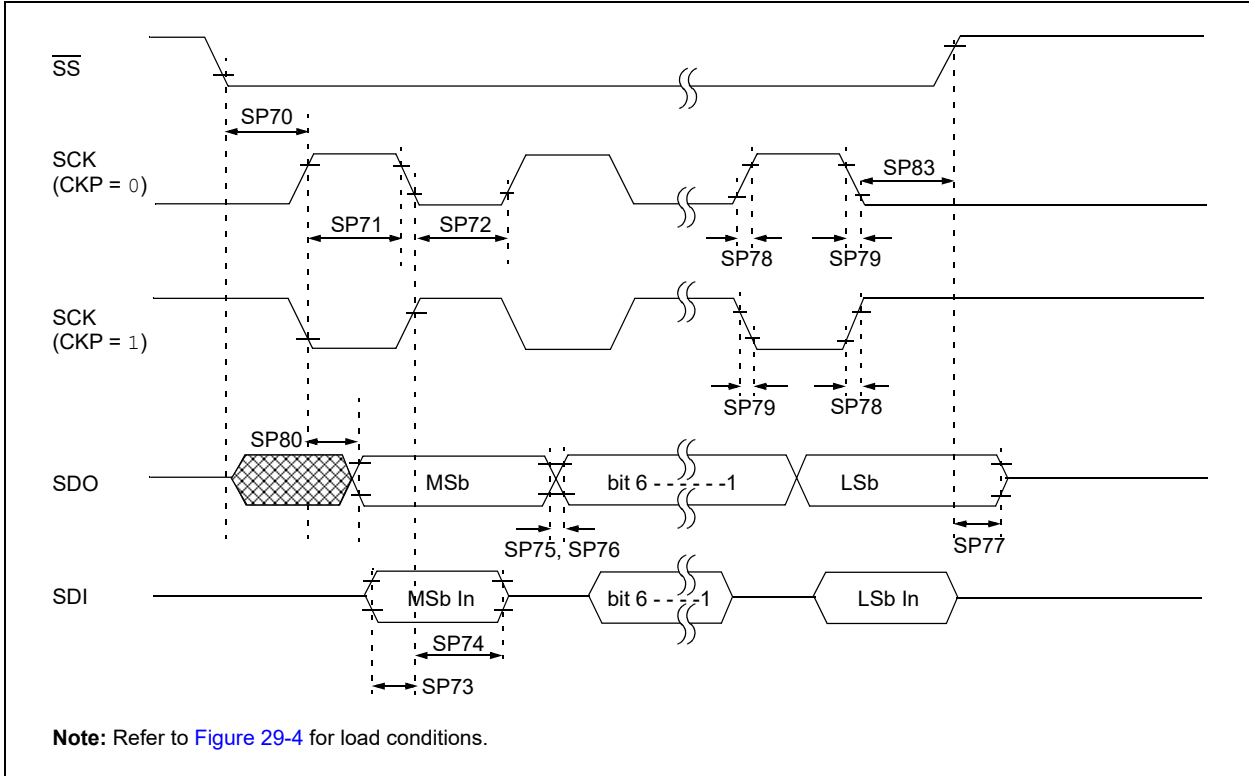 SS
SP70
SCK
(CKP = 0)
SP83
SP71
SP72
SP78
SP79
SCK
(CKP = 1)
SP79
SP78
SP80
SDO
MSb
bit 6 - - - - - -1
LSb
SP75, SP76
SP77
SDI
MSb In
bit 6 - - - -1
LSb In
SP74
SP73
Note: Refer to Figure 29-4 for load conditions.